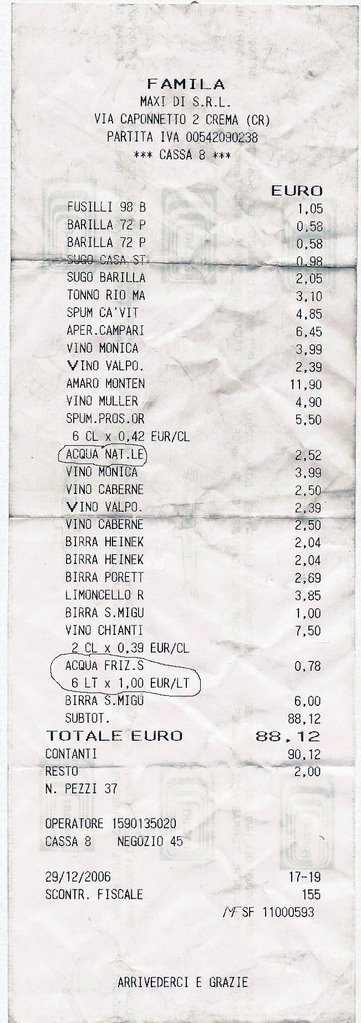 FAMILA
MAXI DI S.R.L.
VIA CAPONNETTO 2 CREMA (CR)
PARTITA IVA 00542090238
*** CASSA 8 ***
EURO
FUSILLI 98 B 1,05
BARILLA 72 P 0,58
BARILLA 72 P 0,58
SUGO CASA ST 0,98
SUGO BARILLA 2,05
TONNO RIO MA 3,10
SPUM CA'VIT 4,85
APER.CAMPARI 6,45
VINO MONICA 3,99
VINO VALPO. 2,39
AMARO MONTEN 11,90
VINO MULLER 4,90
SPUM.PROS.OR 5,50
6 CL x 0,42 EUR/CL
ACQUA NAT.LE 2,52
VINO MONICA 3,99
VINO CABERNE 2,50
VINO VALPO. 2,39
VINO CABERNE 2,50
BIRRA HEINEK 2,04
BIRRA HEINEK 2,04
BIRRA PORETT 2,69
LIMONCELLO R 3,85
BIRRA S.MIGU 1,00
VINO CHIANTI 7,50
2 CL x 0,39 EUR/CL
ACQUA FRIZ.S 0,78
6 LT x 1,00 EUR/LT
BIRRA S.MIGU 6,00
SUBTOT. 88,12
TOTALE EURO 88,12
CONTANTI 90,12
RESTO 2,00
N. PEZZI 37
OPERATORE 1590135020
CASSA 8 NEGOZIO 45
29/12/2006 17-19
SCONTR. FISCALE 155
SF 11000593
ARRIVEDERCI E GRAZIE